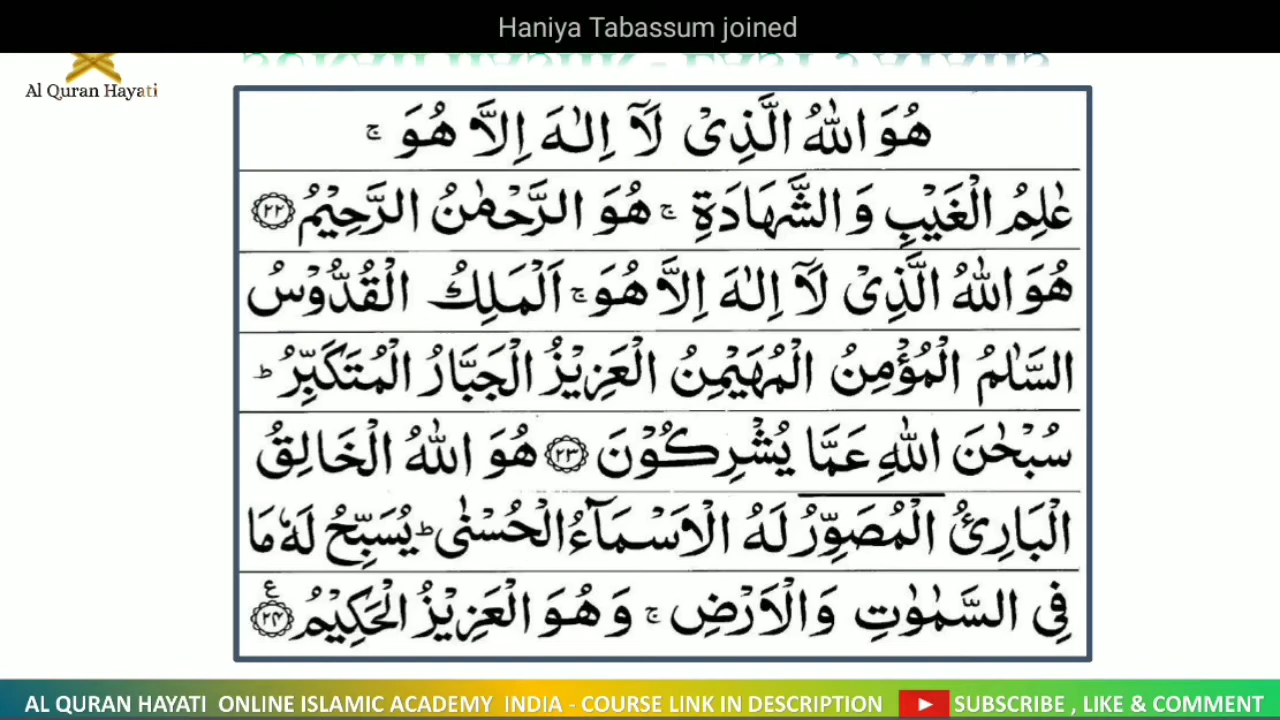 Haniya Tabassum joined
Al Quran Hayati
هُوَ اللّٰهُ الَّذِیْ لَاۤ اِلٰهَ اِلَّا هُوَ ۚ
عٰلِمُ الْغَیْبِ وَ الشَّهَادَةِ ۚ هُوَ الرَّحْمٰنُ الرَّحِیْمُ ﴿۲۲﴾
هُوَ اللّٰهُ الَّذِیْ لَاۤ اِلٰهَ اِلَّا هُوَ ۚ اَلْمَلِكُ الْقُدُّوْسُ
السَّلٰمُ الْمُؤْمِنُ الْمُهَیْمِنُ الْعَزِیْزُ الْجَبَّارُ الْمُتَكَبِّرُ ؕ
سُبْحٰنَ اللّٰهِ عَمَّا یُشْرِكُوْنَ ﴿۲۳﴾ هُوَ اللّٰهُ الْخَالِقُ
الْبَارِئُ الْمُصَوِّرُ لَهُ الْاَسْمَآءُ الْحُسْنٰی ؕ یُسَبِّحُ لَهٗ مَا
فِی السَّمٰوٰتِ وَ الْاَرْضِ ۚ وَ هُوَ الْعَزِیْزُ الْحَكِیْمُ ﴿۲۴﴾ ع
AL QURAN HAYATI ONLINE ISLAMIC ACADEMY INDIA - COURSE LINK IN DESCRIPTION SUBSCRIBE , LIKE & COMMENT